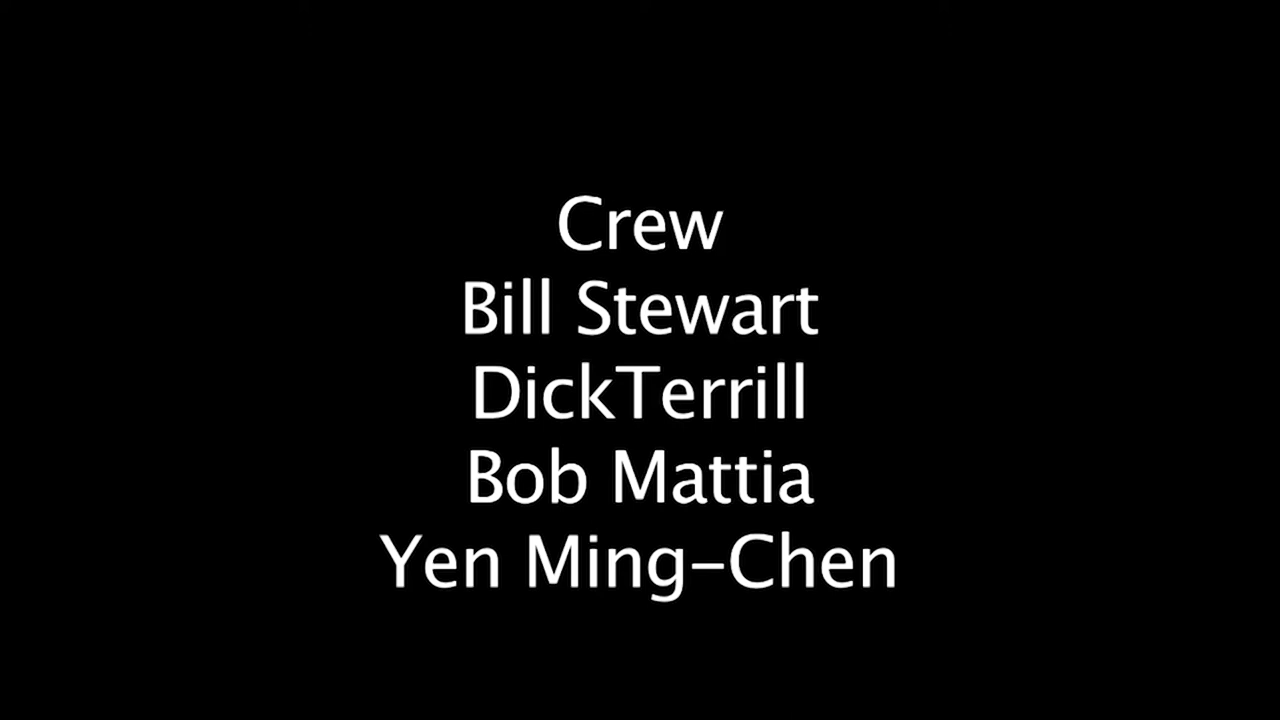 Crew
Bill Stewart
DickTerrill
Bob Mattia
Yen Ming-Chen